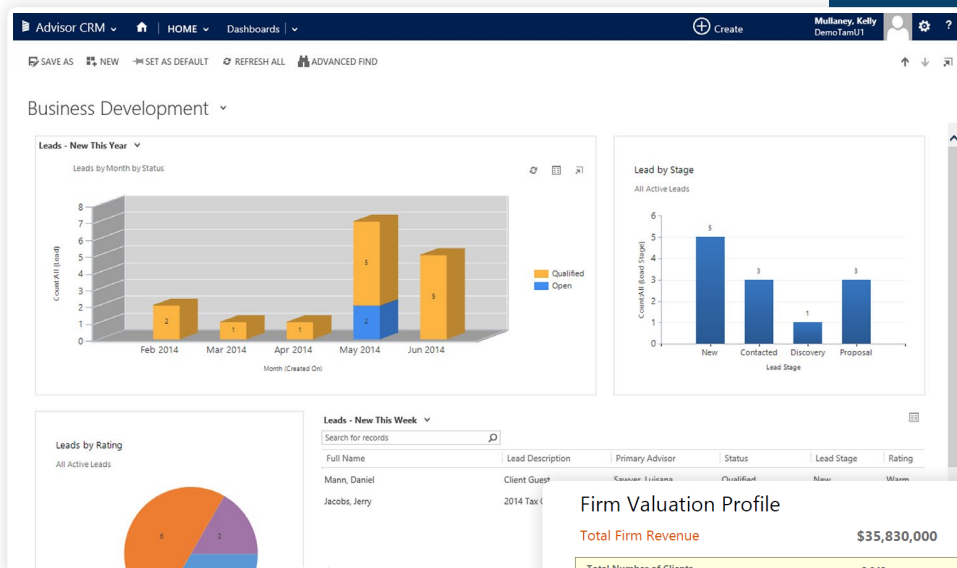 Advisor CRM HOME Dashboards Create Mullaney, Kelly
DemoTamU1 ?
SAVE AS NEW SET AS DEFAULT REFRESH ALL ADVANCED FIND
Business Development
Leads - New This Year
Leads by Month by Status
8
7
6
5
4
3
2
1
0
CountAll (Lead)
2
1
1
5
2
5
Feb 2014 Mar 2014 Apr 2014 May 2014 Jun 2014
Month (Created On)
Qualified
Open
Lead by Stage
All Active Leads
6
5
4
3
2
1
0
CountAll (Lead Stage)
5
3
1
3
New Contacted Discovery Proposal
Lead Stage
Leads by Rating
All Active Leads
6
2
Leads - New This Week
Search for records
Full Name Lead Description Primary Advisor Status Lead Stage Rating
Mann, Daniel Client Guest Sawyer, Luisana Qualified New Warm
Jacobs, Jerry 2014 Tax
Firm Valuation Profile
Total Firm Revenue $35,830,000
Total Number of Clients